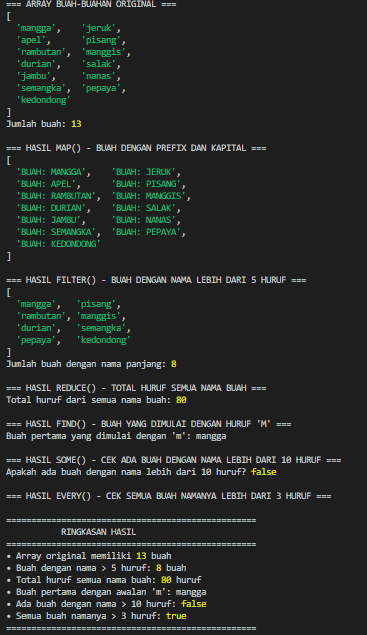 === ARRAY BUAH-BUAHAN ORIGINAL ===
[
  'mangga',    'jeruk',
  'apel',      'pisang',
  'rambutan',  'manggis',
  'durian',    'salak',
  'jambu',     'nanas',
  'semangka',  'pepaya',
  'kedondong'
]
Jumlah buah: 13

=== HASIL MAP() - BUAH DENGAN PREFIX DAN KAPITAL ===
[
  'BUAH: MANGGA',    'BUAH: JERUK',
  'BUAH: APEL',      'BUAH: PISANG',
  'BUAH: RAMBUTAN',  'BUAH: MANGGIS',
  'BUAH: DURIAN',    'BUAH: SALAK',
  'BUAH: JAMBU',     'BUAH: NANAS',
  'BUAH: SEMANGKA',  'BUAH: PEPAYA',
  'BUAH: KEDONDONG'
]

=== HASIL FILTER() - BUAH DENGAN NAMA LEBIH DARI 5 HURUF ===
[
  'mangga',   'pisang',
  'rambutan', 'manggis',
  'durian',   'semangka',
  'pepaya',   'kedondong'
]
Jumlah buah dengan nama panjang: 8

=== HASIL REDUCE() - TOTAL HURUF SEMUA NAMA BUAH ===
Total huruf dari semua nama buah: 80

=== HASIL FIND() - BUAH YANG DIMULAI DENGAN HURUF 'M' ===
Buah pertama yang dimulai dengan 'm': mangga

=== HASIL SOME() - CEK ADA BUAH DENGAN NAMA LEBIH DARI 10 HURUF ===
Apakah ada buah dengan nama lebih dari 10 huruf? false

=== HASIL EVERY() - CEK SEMUA BUAH NAMANYA LEBIH DARI 3 HURUF ===

==================================================
           RINGKASAN HASIL
==================================================
• Array original memiliki 13 buah
• Buah dengan nama > 5 huruf: 8 buah
• Total huruf semua nama buah: 80 huruf
• Buah pertama dengan awalan 'm': mangga
• Ada buah dengan nama > 10 huruf: false
• Semua buah namanya > 3 huruf: true
==================================================